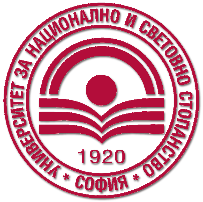 УНИВЕРСИТЕТ ЗА НАЦИОНАЛНО И СВЕТОВНО СТОПАНСТВО
1920
* СОФИЯ *